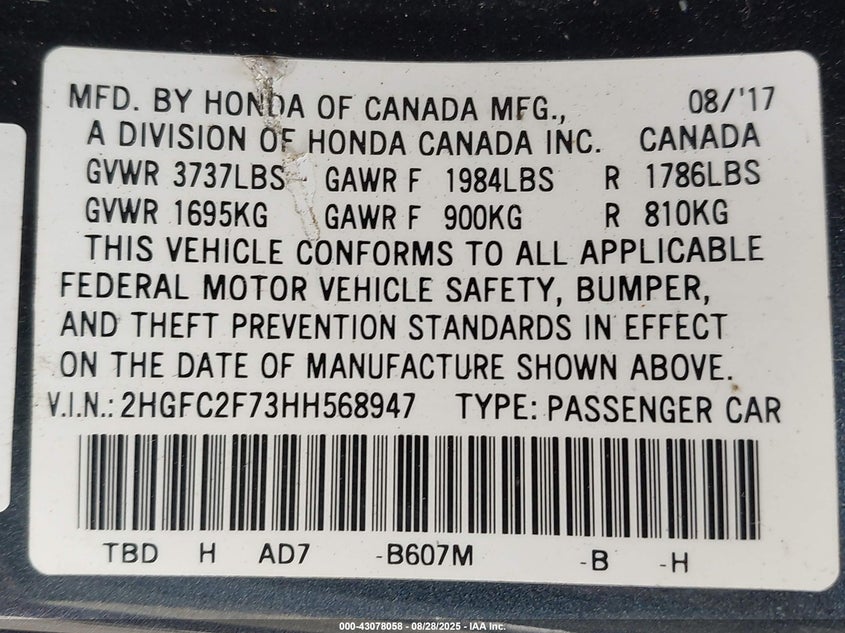 MFD. BY HONDA OF CANADA MFG., 08/'17
A DIVISION OF HONDA CANADA INC. CANADA
GVWR 3737LBS GAWR F 1984LBS R 1786LBS
GVWR 1695KG GAWR F 900KG R 810KG
THIS VEHICLE CONFORMS TO ALL APPLICABLE
FEDERAL MOTOR VEHICLE SAFETY, BUMPER,
AND THEFT PREVENTION STANDARDS IN EFFECT
ON THE DATE OF MANUFACTURE SHOWN ABOVE.
V.I.N.: 2HGFC2F73HH568947 TYPE: PASSENGER CAR
TBD H AD7 -B607M -B -H
000-43078058 - 08/28/2025 - IAA Inc.